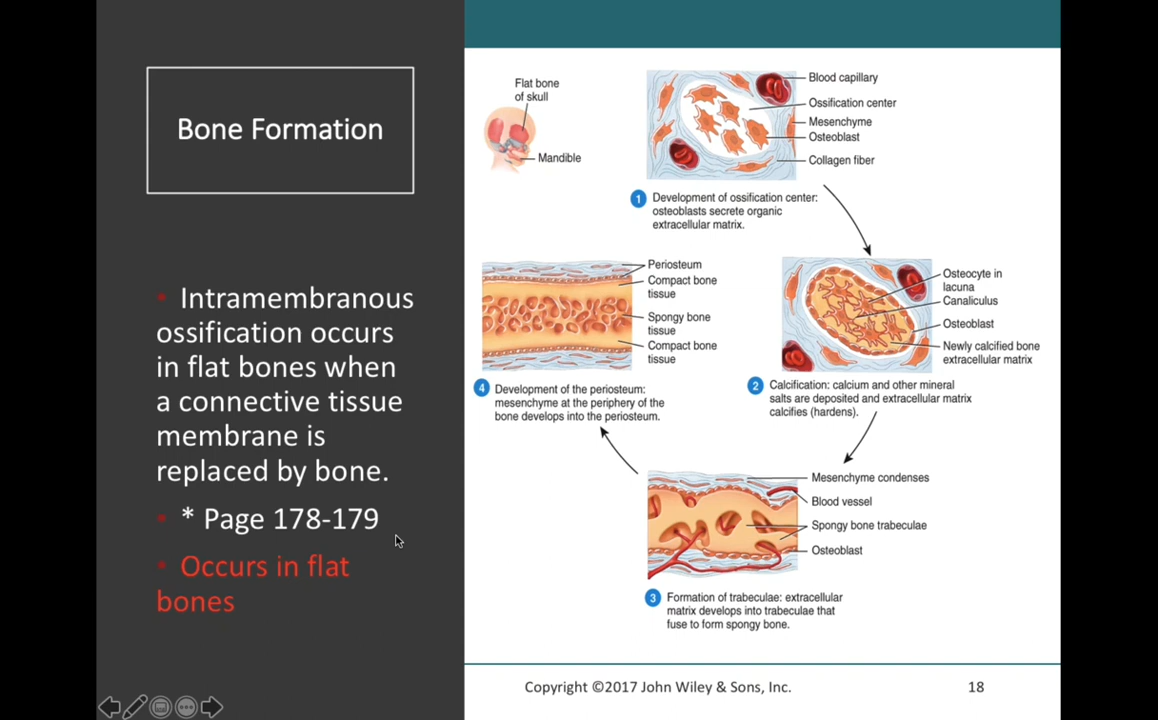 Bone Formation
• Intramembranous
ossification occurs
in flat bones when
a connective tissue
membrane is
replaced by bone.
• * Page 178-179
• Occurs in flat
bones
Flat bone
of skull
Mandible
Blood capillary
Ossification center
Mesenchyme
Osteoblast
Collagen fiber
1 Development of ossification center:
osteoblasts secrete organic
extracellular matrix.
Osteocyte in
lacuna
Canaliculus
Osteoblast
Newly calcified bone
extracellular matrix
2 Calcification: calcium and other mineral
salts are deposited and extracellular matrix
calcifies (hardens).
Mesenchyme condenses
Blood vessel
Spongy bone trabeculae
Osteoblast
3 Formation of trabeculae: extracellular
matrix develops into trabeculae that
fuse to form spongy bone.
Periosteum
Compact bone
tissue
Spongy bone
tissue
Compact bone
tissue
4 Development of the periosteum:
mesenchyme at the periphery of the
bone develops into the periosteum.
Copyright ©2017 John Wiley & Sons, Inc.
18